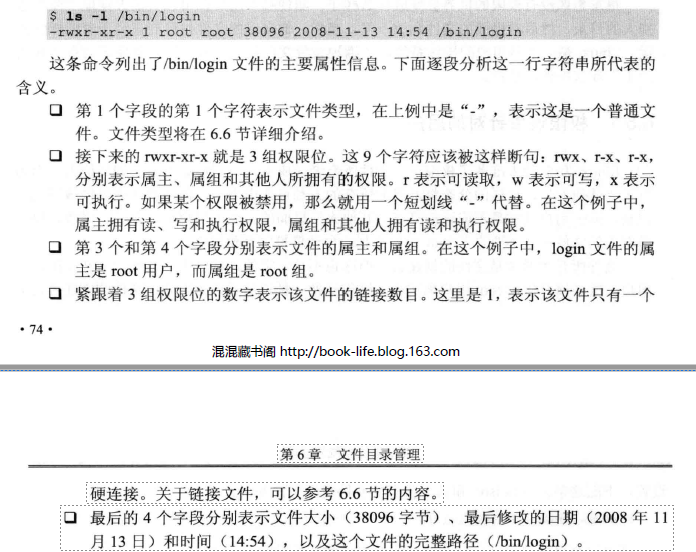 $ ls -l /bin/login
-rwxr-xr-x 1 root root 38096 2008-11-13 14:54 /bin/login
这条命令列出了/bin/login 文件的主要属性信息。下面逐段分析这一行字符串所代表的
含义。
❑ 第 1 个字段的第 1 个字符表示文件类型，在上例中是“-”，表示这是一个普通文
件。文件类型将在 6.6 节详细介绍。
❑ 接下来的 rwxr-xr-x 就是 3 组权限位。这 9 个字符应该被这样断句：rwx、r-x、r-x，
分别表示属主、属组和其他人所拥有的权限。r 表示可读取，w 表示可写，x 表示
可执行。如果某个权限被禁用，那么就用一个短划线“-”代替。在这个例子中，
属主拥有读、写和执行权限，属组和其他人拥有读和执行权限。
❑ 第 3 个和第 4 个字段分别表示文件的属主和属组。在这个例子中，login 文件的属
主是 root 用户，而属组是 root 组。
❑ 紧跟着 3 组权限位的数字表示该文件的链接数目。这里是 1，表示该文件只有一个
· 74 ·
混混藏书阁 http://book-life.blog.163.com
第 6 章 文件目录管理
硬连接。关于链接文件，可以参考 6.6 节的内容。
❑ 最后的 4 个字段分别表示文件大小（38096 字节）、最后修改的日期（2008 年 11
月 13 日）和时间（14:54），以及这个文件的完整路径（/bin/login）。